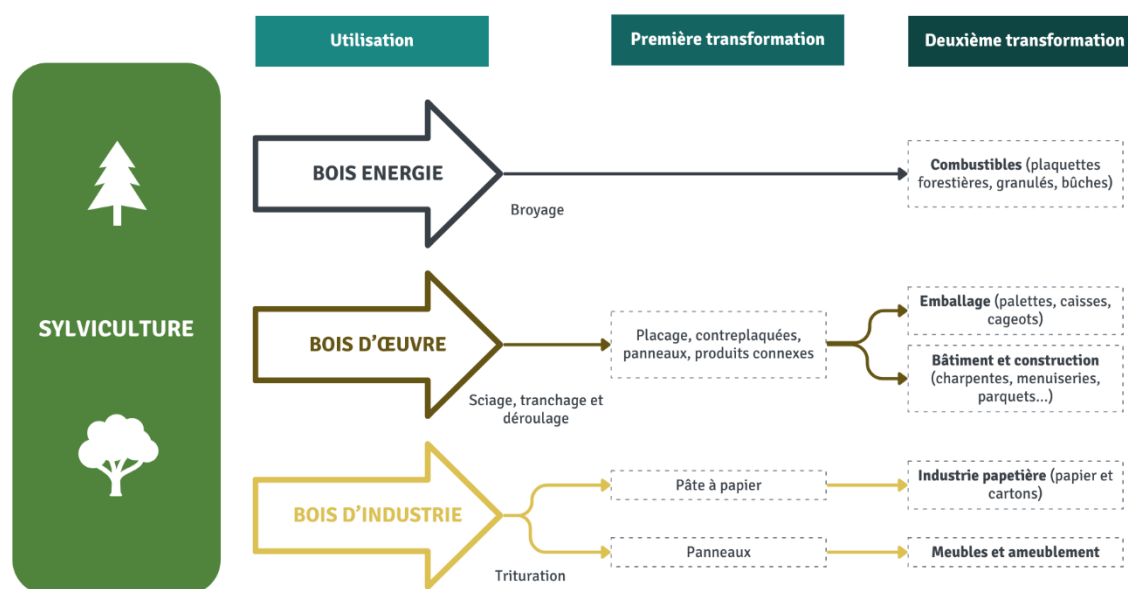 Utilisation
Première transformation
Deuxième transformation
SYLVICULTURE
BOIS ENERGIE
Broyage
Combustibles (plaquettes
forestières, granulés, bûches)
BOIS D'ŒUVRE
Sciage, tranchage et
déroulage
Placage, contreplaquées,
panneaux, produits connexes
Emballage (palettes, caisses,
cageots)
Bâtiment et construction
(charpentes, menuiseries,
parquets...)
BOIS D'INDUSTRIE
Trituration
Pâte à papier
Industrie papetière (papier et
cartons)
Panneaux
Meubles et ameublement